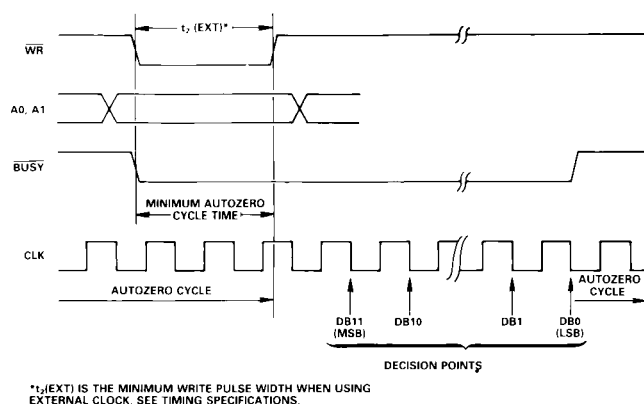 t₂ (EXT)*
WR
A0, A1
BUSY
MINIMUM AUTOZERO
CYCLE TIME
CLK
AUTOZERO CYCLE
AUTOZERO
CYCLE
DB11
(MSB)
DB10
DB1
DB0
(LSB)
DECISION POINTS
*t₂(EXT) IS THE MINIMUM WRITE PULSE WIDTH WHEN USING
EXTERNAL CLOCK. SEE TIMING SPECIFICATIONS.